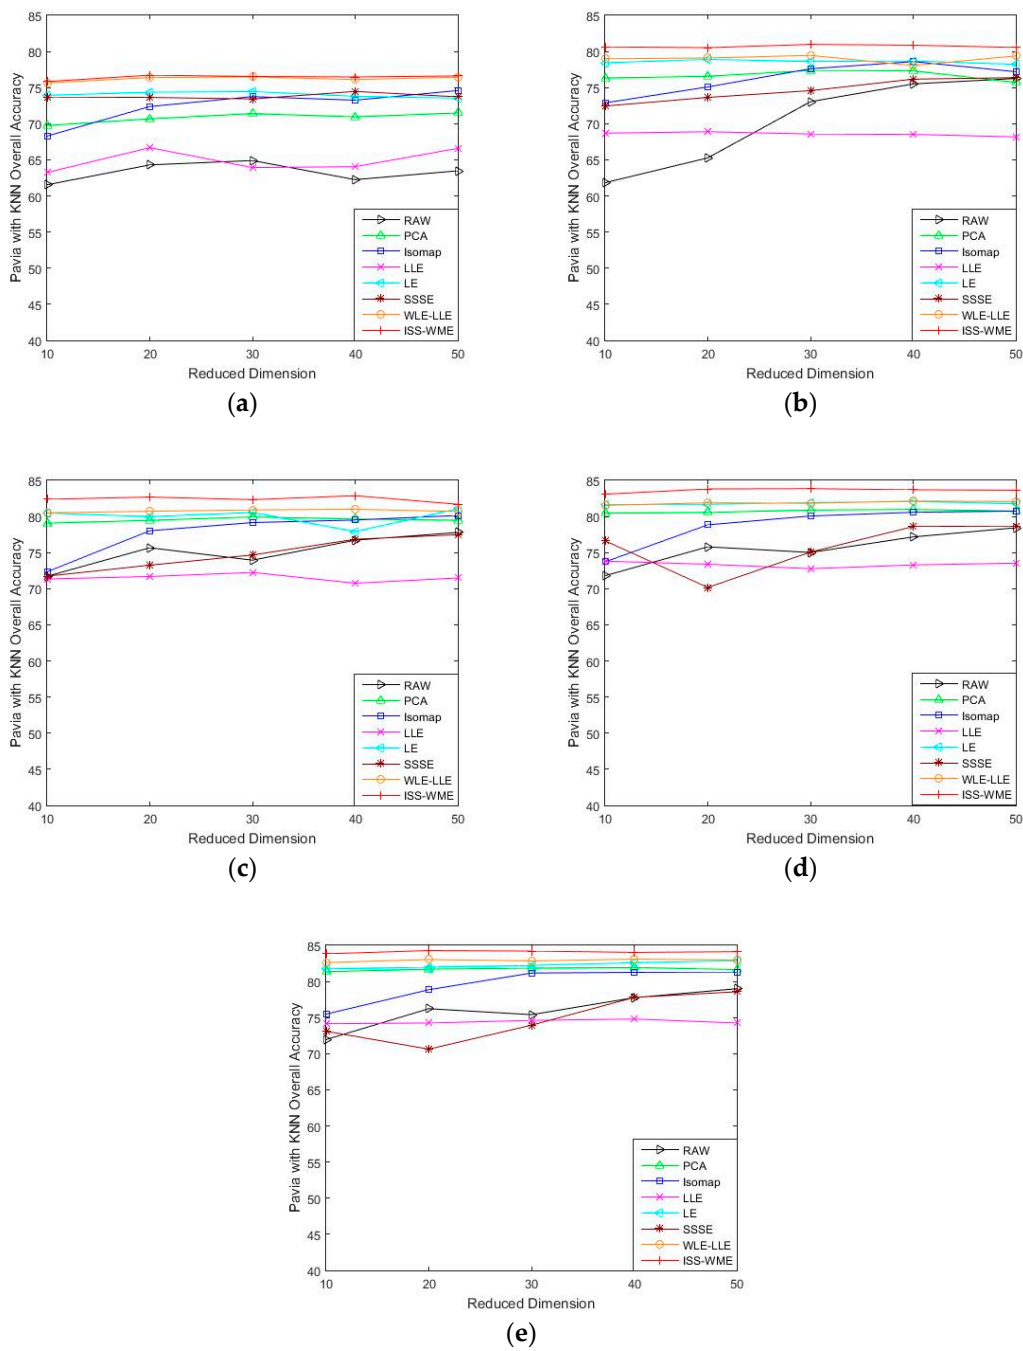 85
80
75
70
65
60
55
50
45
40
Pavia with KNN Overall Accuracy
RAW
PCA
Isomap
LLE
LE
SSSE
WLE-LLE
ISS-WME
10 20 30 40 50
Reduced Dimension
(a)
85
80
75
70
65
60
55
50
45
40
Pavia with KNN Overall Accuracy
RAW
PCA
Isomap
LLE
LE
SSSE
WLE-LLE
ISS-WME
10 20 30 40 50
Reduced Dimension
(b)
85
80
75
70
65
60
55
50
45
40
Pavia with KNN Overall Accuracy
RAW
PCA
Isomap
LLE
LE
SSSE
WLE-LLE
ISS-WME
10 20 30 40 50
Reduced Dimension
(c)
85
80
75
70
65
60
55
50
45
40
Pavia with KNN Overall Accuracy
RAW
PCA
Isomap
LLE
LE
SSSE
WLE-LLE
ISS-WME
10 20 30 40 50
Reduced Dimension
(d)
85
80
75
70
65
60
55
50
45
40
Pavia with KNN Overall Accuracy
RAW
PCA
Isomap
LLE
LE
SSSE
WLE-LLE
ISS-WME
10 20 30 40 50
Reduced Dimension
(e)